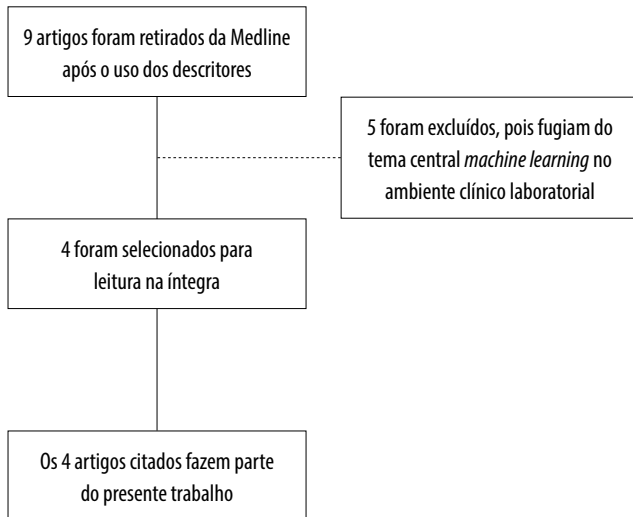 9 artigos foram retirados da Medline
após o uso dos descritores
5 foram excluídos, pois fugiam do
tema central machine learning no
ambiente clínico laboratorial
4 foram selecionados para
leitura na íntegra
Os 4 artigos citados fazem parte
do presente trabalho